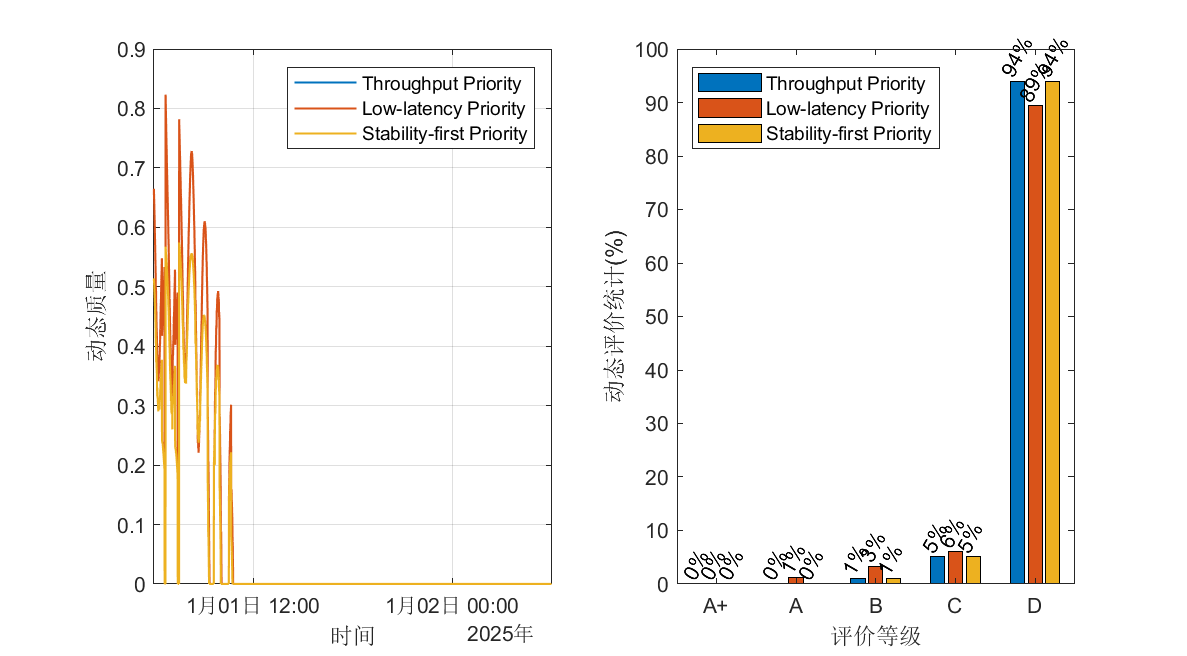 0.9
0.8
0.7
0.6
0.5
0.4
0.3
0.2
0.1
0
动态质量
Throughput Priority
Low-latency Priority
Stability-first Priority
1月01日 12:00
1月02日 00:00
时间
2025年
100
90
80
70
60
50
40
30
20
10
0
动态评价统计(%)
Throughput Priority
Low-latency Priority
Stability-first Priority
0%
0%
0%
0%
1%
0%
1%
3%
1%
5%
6%
5%
94%
89%
94%
A+
A
B
C
D
评价等级